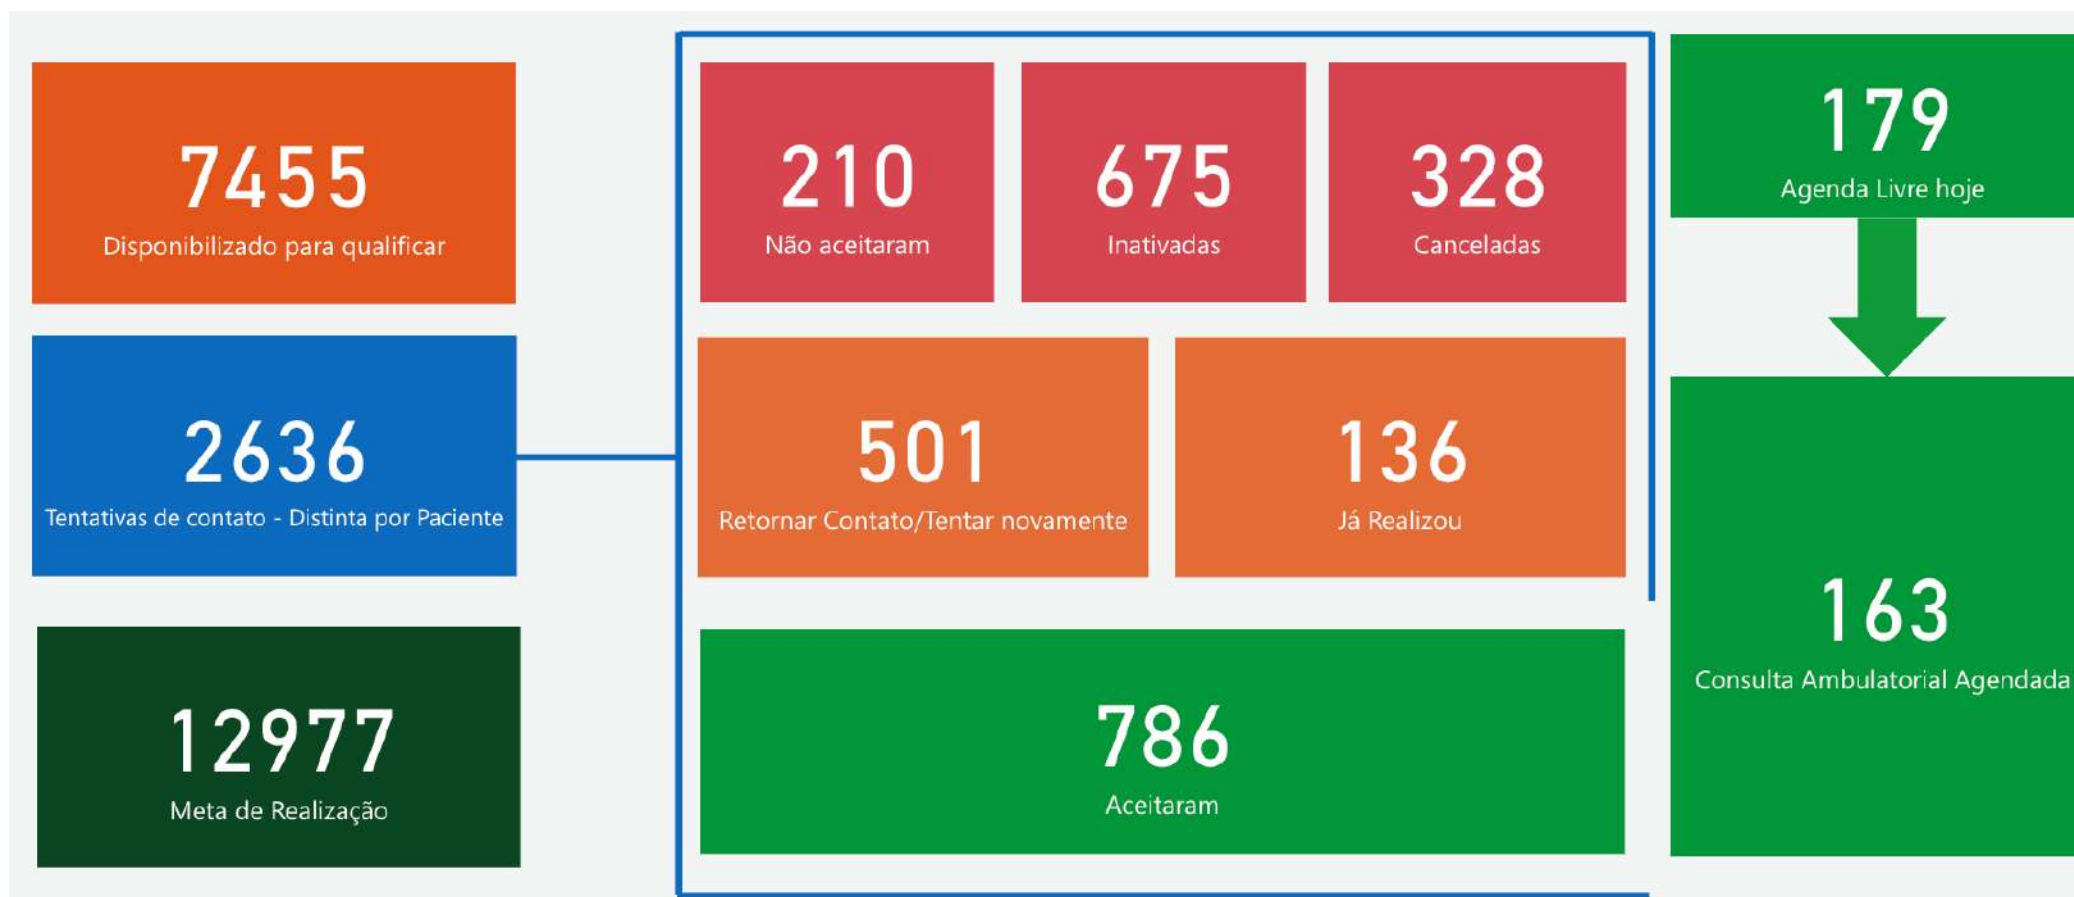 7455
Disponibilizado para qualificar
2636
Tentativas de contato - Distinta por Paciente
12977
Meta de Realização
210
Não aceitaram
675
Inativadas
328
Canceladas
501
Retornar Contato/Tentar novamente
136
Já Realizou
786
Aceitaram
179
Agenda Livre hoje
163
Consulta Ambulatorial Agendada